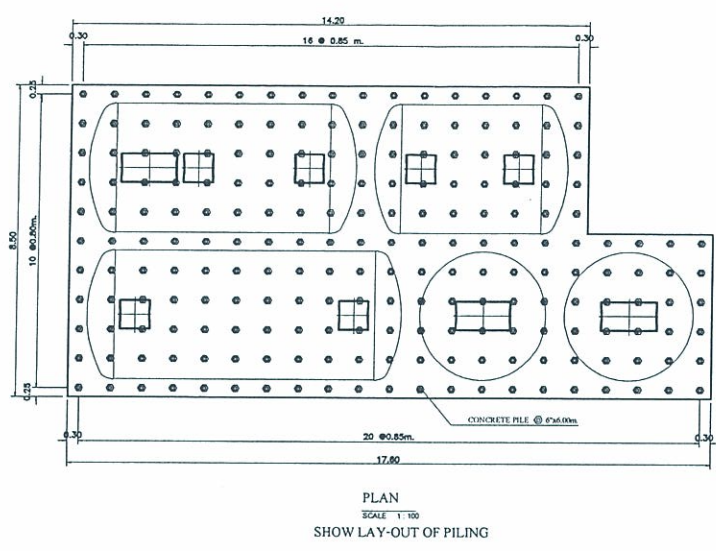 14.20
0.30 16 @ 0.85 m. 0.30
0.25
8.50
10 @0.80m.
0.25
CONCRETE PILE @ 6"x6.00m
0.30 20 @0.85m. 0.30
17.60
PLAN
SCALE 1 : 100
SHOW LAY-OUT OF PILING